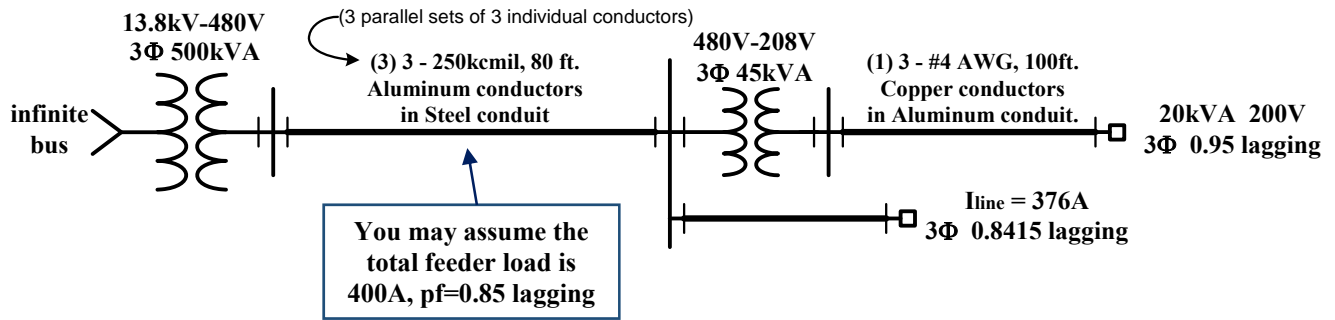 (3 parallel sets of 3 individual conductors)
13.8kV-480V
3Φ 500kVA
480V-208V
3Φ 45kVA
(3) 3 - 250kcmil, 80 ft.
Aluminum conductors
in Steel conduit
(1) 3 - #4 AWG, 100ft.
Copper conductors
in Aluminum conduit.
infinite
bus
20kVA 200V
3Φ 0.95 lagging
Iline = 376A
3Φ 0.8415 lagging
You may assume the
total feeder load is
400A, pf=0.85 lagging